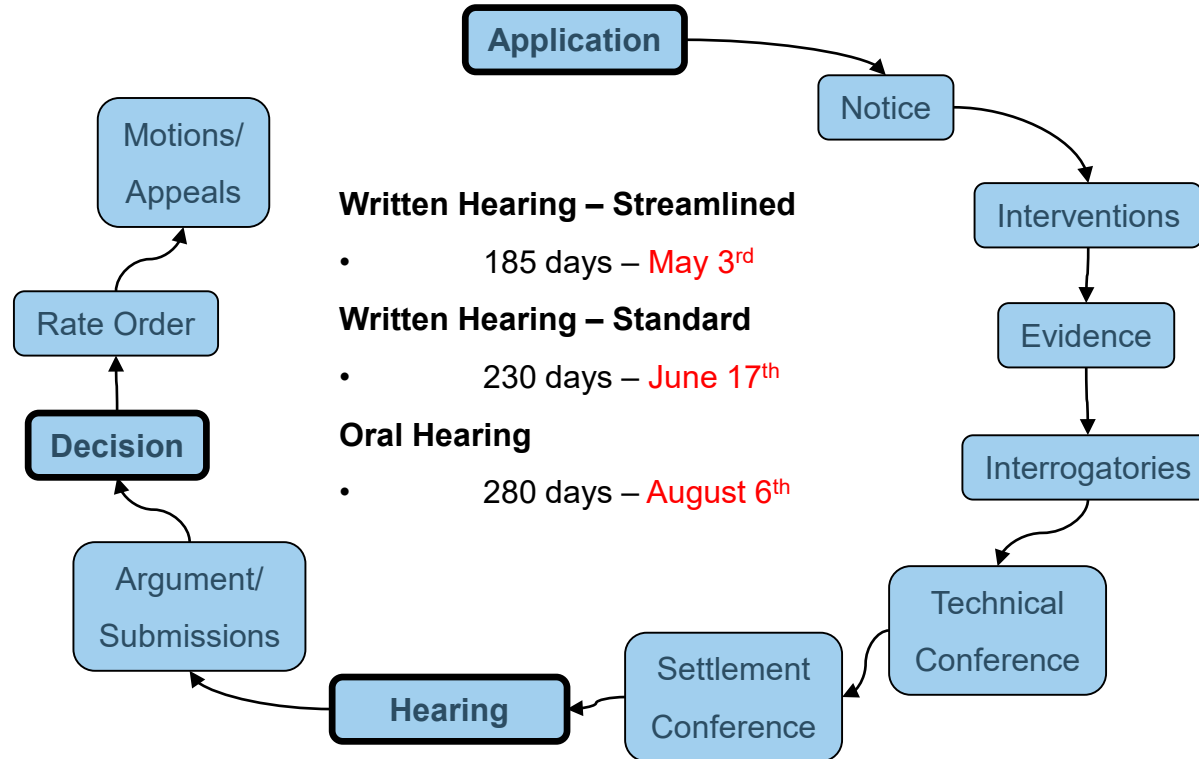 Application
Notice
Interventions
Evidence
Interrogatories
Technical
Conference
Settlement
Conference
Hearing
Argument/
Submissions
Decision
Rate Order
Motions/
Appeals
Written Hearing – Streamlined
• 185 days – May 3rd
Written Hearing – Standard
• 230 days – June 17th
Oral Hearing
• 280 days – August 6th